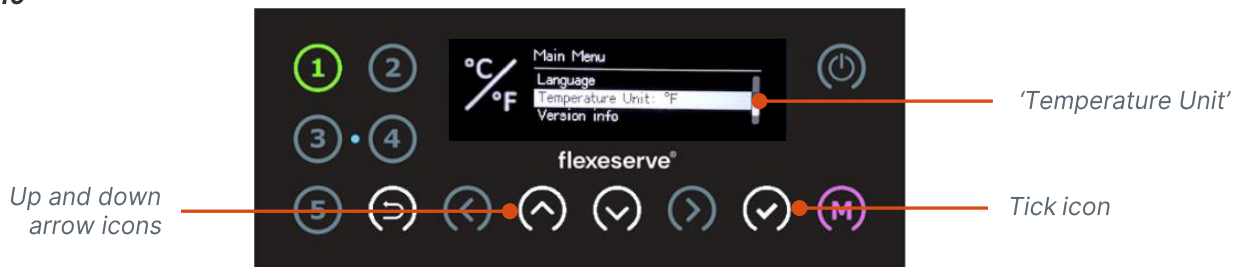 1 2
°C/°F
Main Menu
Language
Temperature Unit: °F
Version info
'Temperature Unit'
3 4
flexeserve®
Up and down
arrow icons
5
M
Tick icon